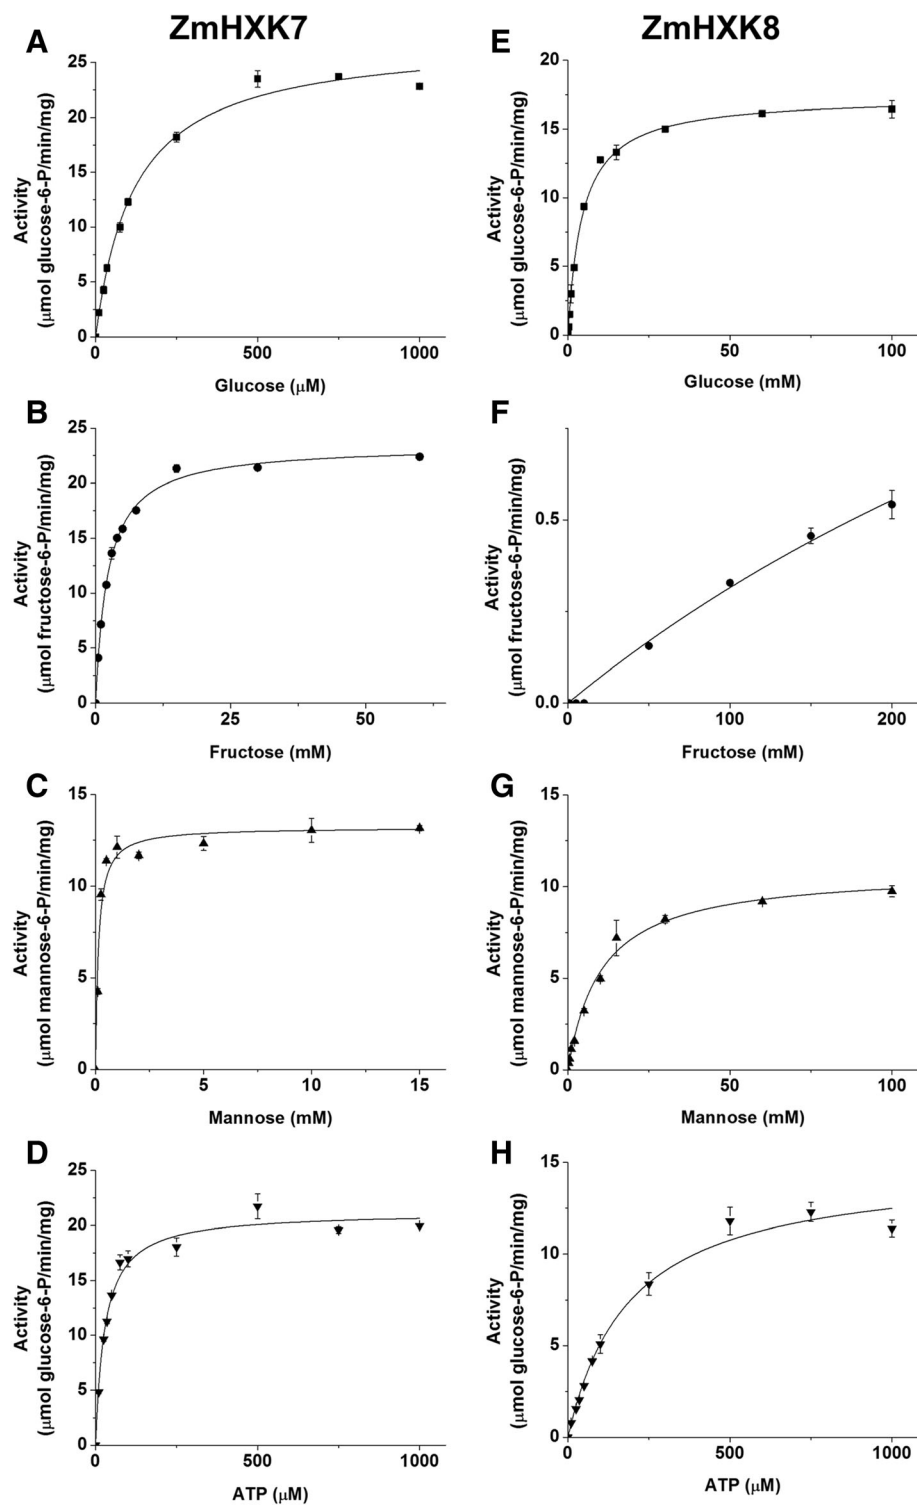 ZmHXK7
ZmHXK8
A
Activity
(μmol glucose-6-P/min/mg)
25
20
15
10
5
0
0
500
1000
Glucose (μM)
E
Activity
(μmol glucose-6-P/min/mg)
20
15
10
5
0
0
50
100
Glucose (mM)
B
Activity
(μmol fructose-6-P/min/mg)
25
20
15
10
5
0
0
25
50
Fructose (mM)
F
Activity
(μmol fructose-6-P/min/mg)
0.5
0.0
0
100
200
Fructose (mM)
C
Activity
(μmol mannose-6-P/min/mg)
15
10
5
0
0
5
10
15
Mannose (mM)
G
Activity
(μmol mannose-6-P/min/mg)
15
10
5
0
0
50
100
Mannose (mM)
D
Activity
(μmol glucose-6-P/min/mg)
25
20
15
10
5
0
0
500
1000
ATP (μM)
H
Activity
(μmol glucose-6-P/min/mg)
15
10
5
0
0
500
1000
ATP (μM)